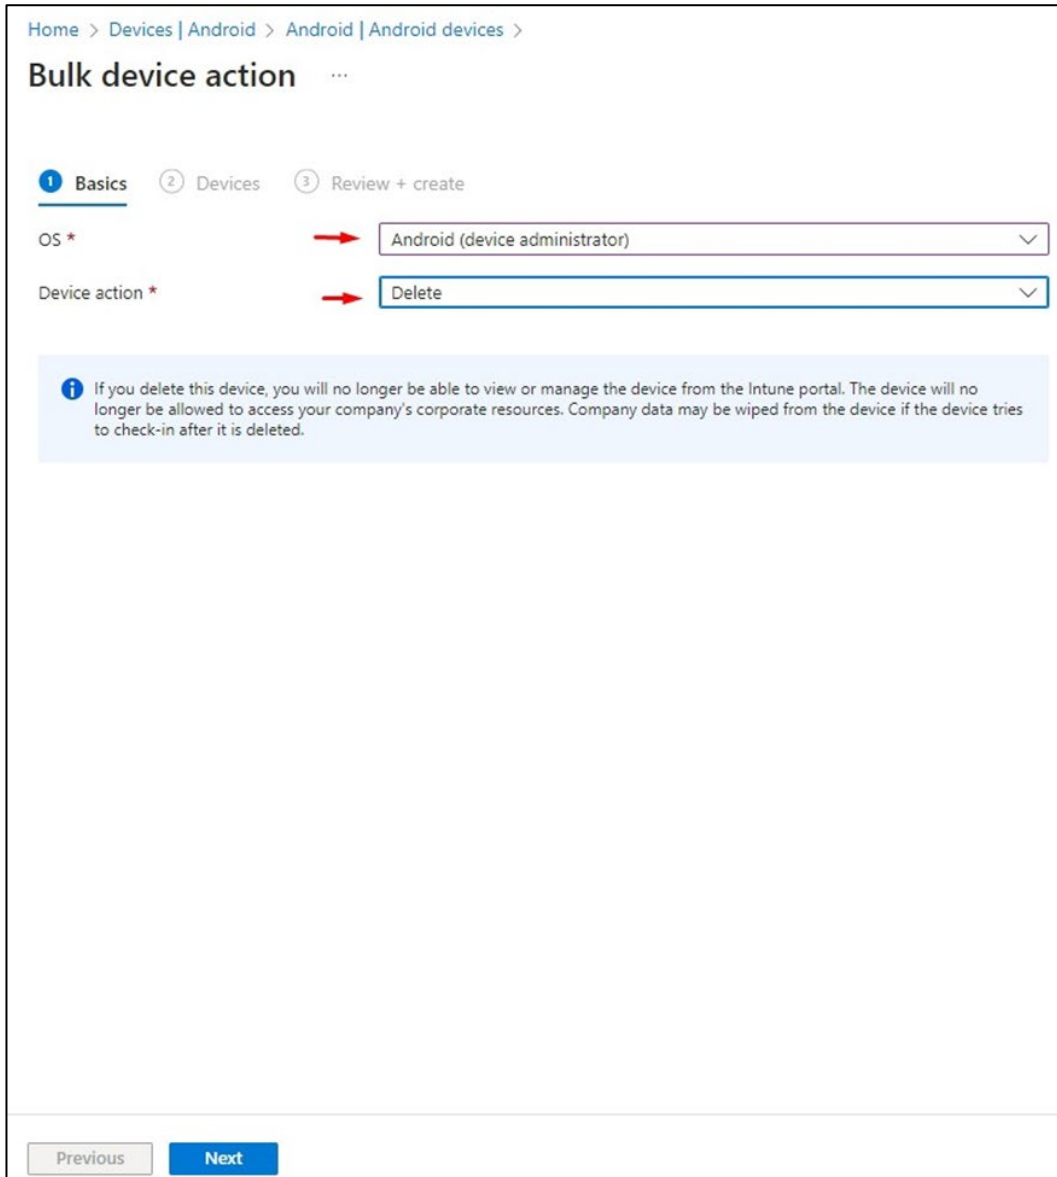 Home > Devices | Android > Android | Android devices >
Bulk device action ...
1 Basics 2 Devices 3 Review + create
OS * Android (device administrator)
Device action * Delete
If you delete this device, you will no longer be able to view or manage the device from the Intune portal. The device will no
longer be allowed to access your company's corporate resources. Company data may be wiped from the device if the device tries
to check-in after it is deleted.
Previous Next